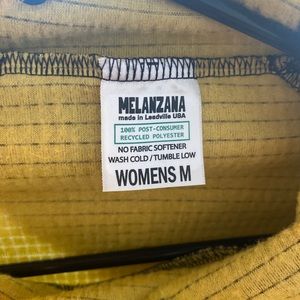 MELANZANA
made in Leadville USA
100% POST-CONSUMER
RECYCLED POLYESTER
NO FABRIC SOFTENER
WASH COLD / TUMBLE LOW
WOMENS M